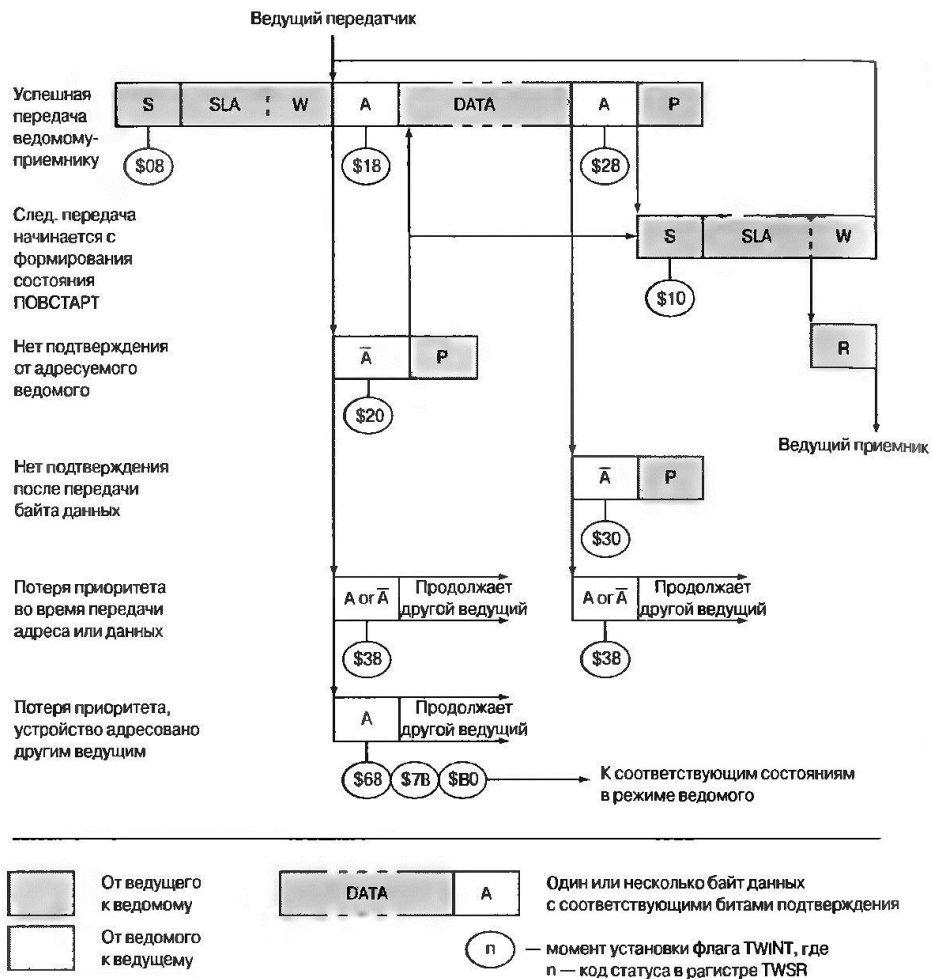 Ведущий передатчик
Успешная
передача
ведомому-
приемнику
S
SLA
W
A
DATA
A
P
$08
$18
$28
След. передача
начинается с
формирования
состояния
ПОВСТАРТ
S
SLA
W
$10
Нет подтверждения
от адресуемого
ведомого
A̅
P
R
$20
Ведущий приемник
Нет подтверждения
после передачи
байта данных
A̅
P
$30
Потеря приоритета
во время передачи
адреса или данных
A or A̅
Продолжает
другой ведущий
A or A̅
Продолжает
другой ведущий
$38
$38
Потеря приоритета,
устройство адресовано
другим ведущим
A
Продолжает
другой ведущий
$68
$7B
$B0
К соответствующим состояниям
в режиме ведомого
От ведущего
к ведомому
DATA
A
Один или несколько байт данных
с соответствующими битами подтверждения
От ведомого
к ведущему
n
— момент установки флага TWINT, где
n — код статуса в рагистре TWSR